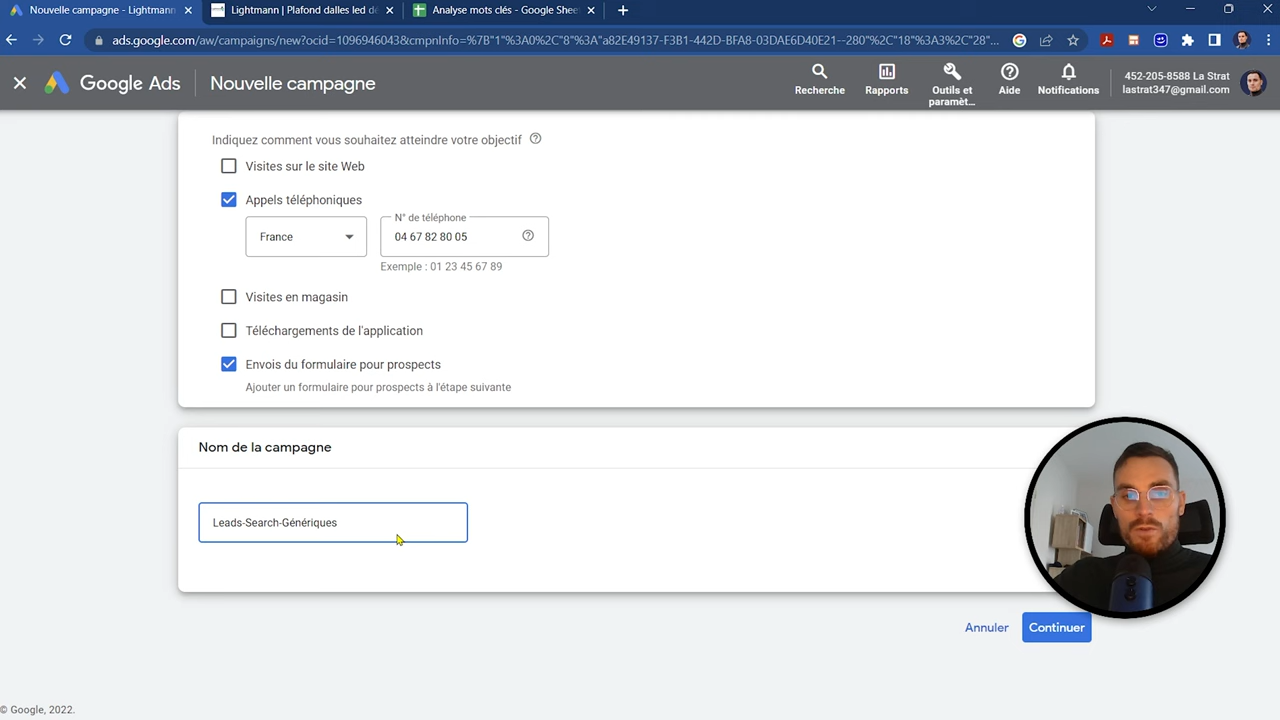 Nouvelle campagne - Lightmann
Lightmann | Plafond dalles led d
Analyse mots clés - Google Shee
ads.google.com/aw/campaigns/new?ocid=1096946043&cmpnInfo=%7B"1"%3A0%2C"8"%3A"a82E49137-F3B1-442D-BFA8-03DAE6D40E21--280"%2C"18"%3A3%2C"28"...
Google Ads
Nouvelle campagne
Recherche
Rapports
Outils et paramèt...
Aide
Notifications
452-205-8588 La Strat
lastrat347@gmail.com
Indiquez comment vous souhaitez atteindre votre objectif
Visites sur le site Web
Appels téléphoniques
France
N° de téléphone
04 67 82 80 05
Exemple : 01 23 45 67 89
Visites en magasin
Téléchargements de l'application
Envois du formulaire pour prospects
Ajouter un formulaire pour prospects à l'étape suivante
Nom de la campagne
Leads-Search-Génériques
Annuler
Continuer
© Google, 2022.